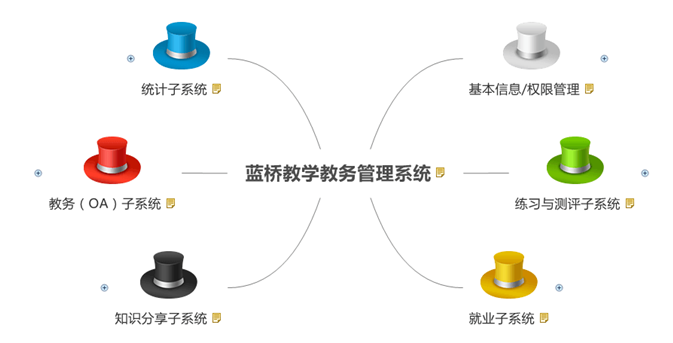 统计子系统
基本信息/权限管理
教务（OA）子系统
蓝桥教学教务管理系统
练习与测评子系统
知识分享子系统
就业子系统